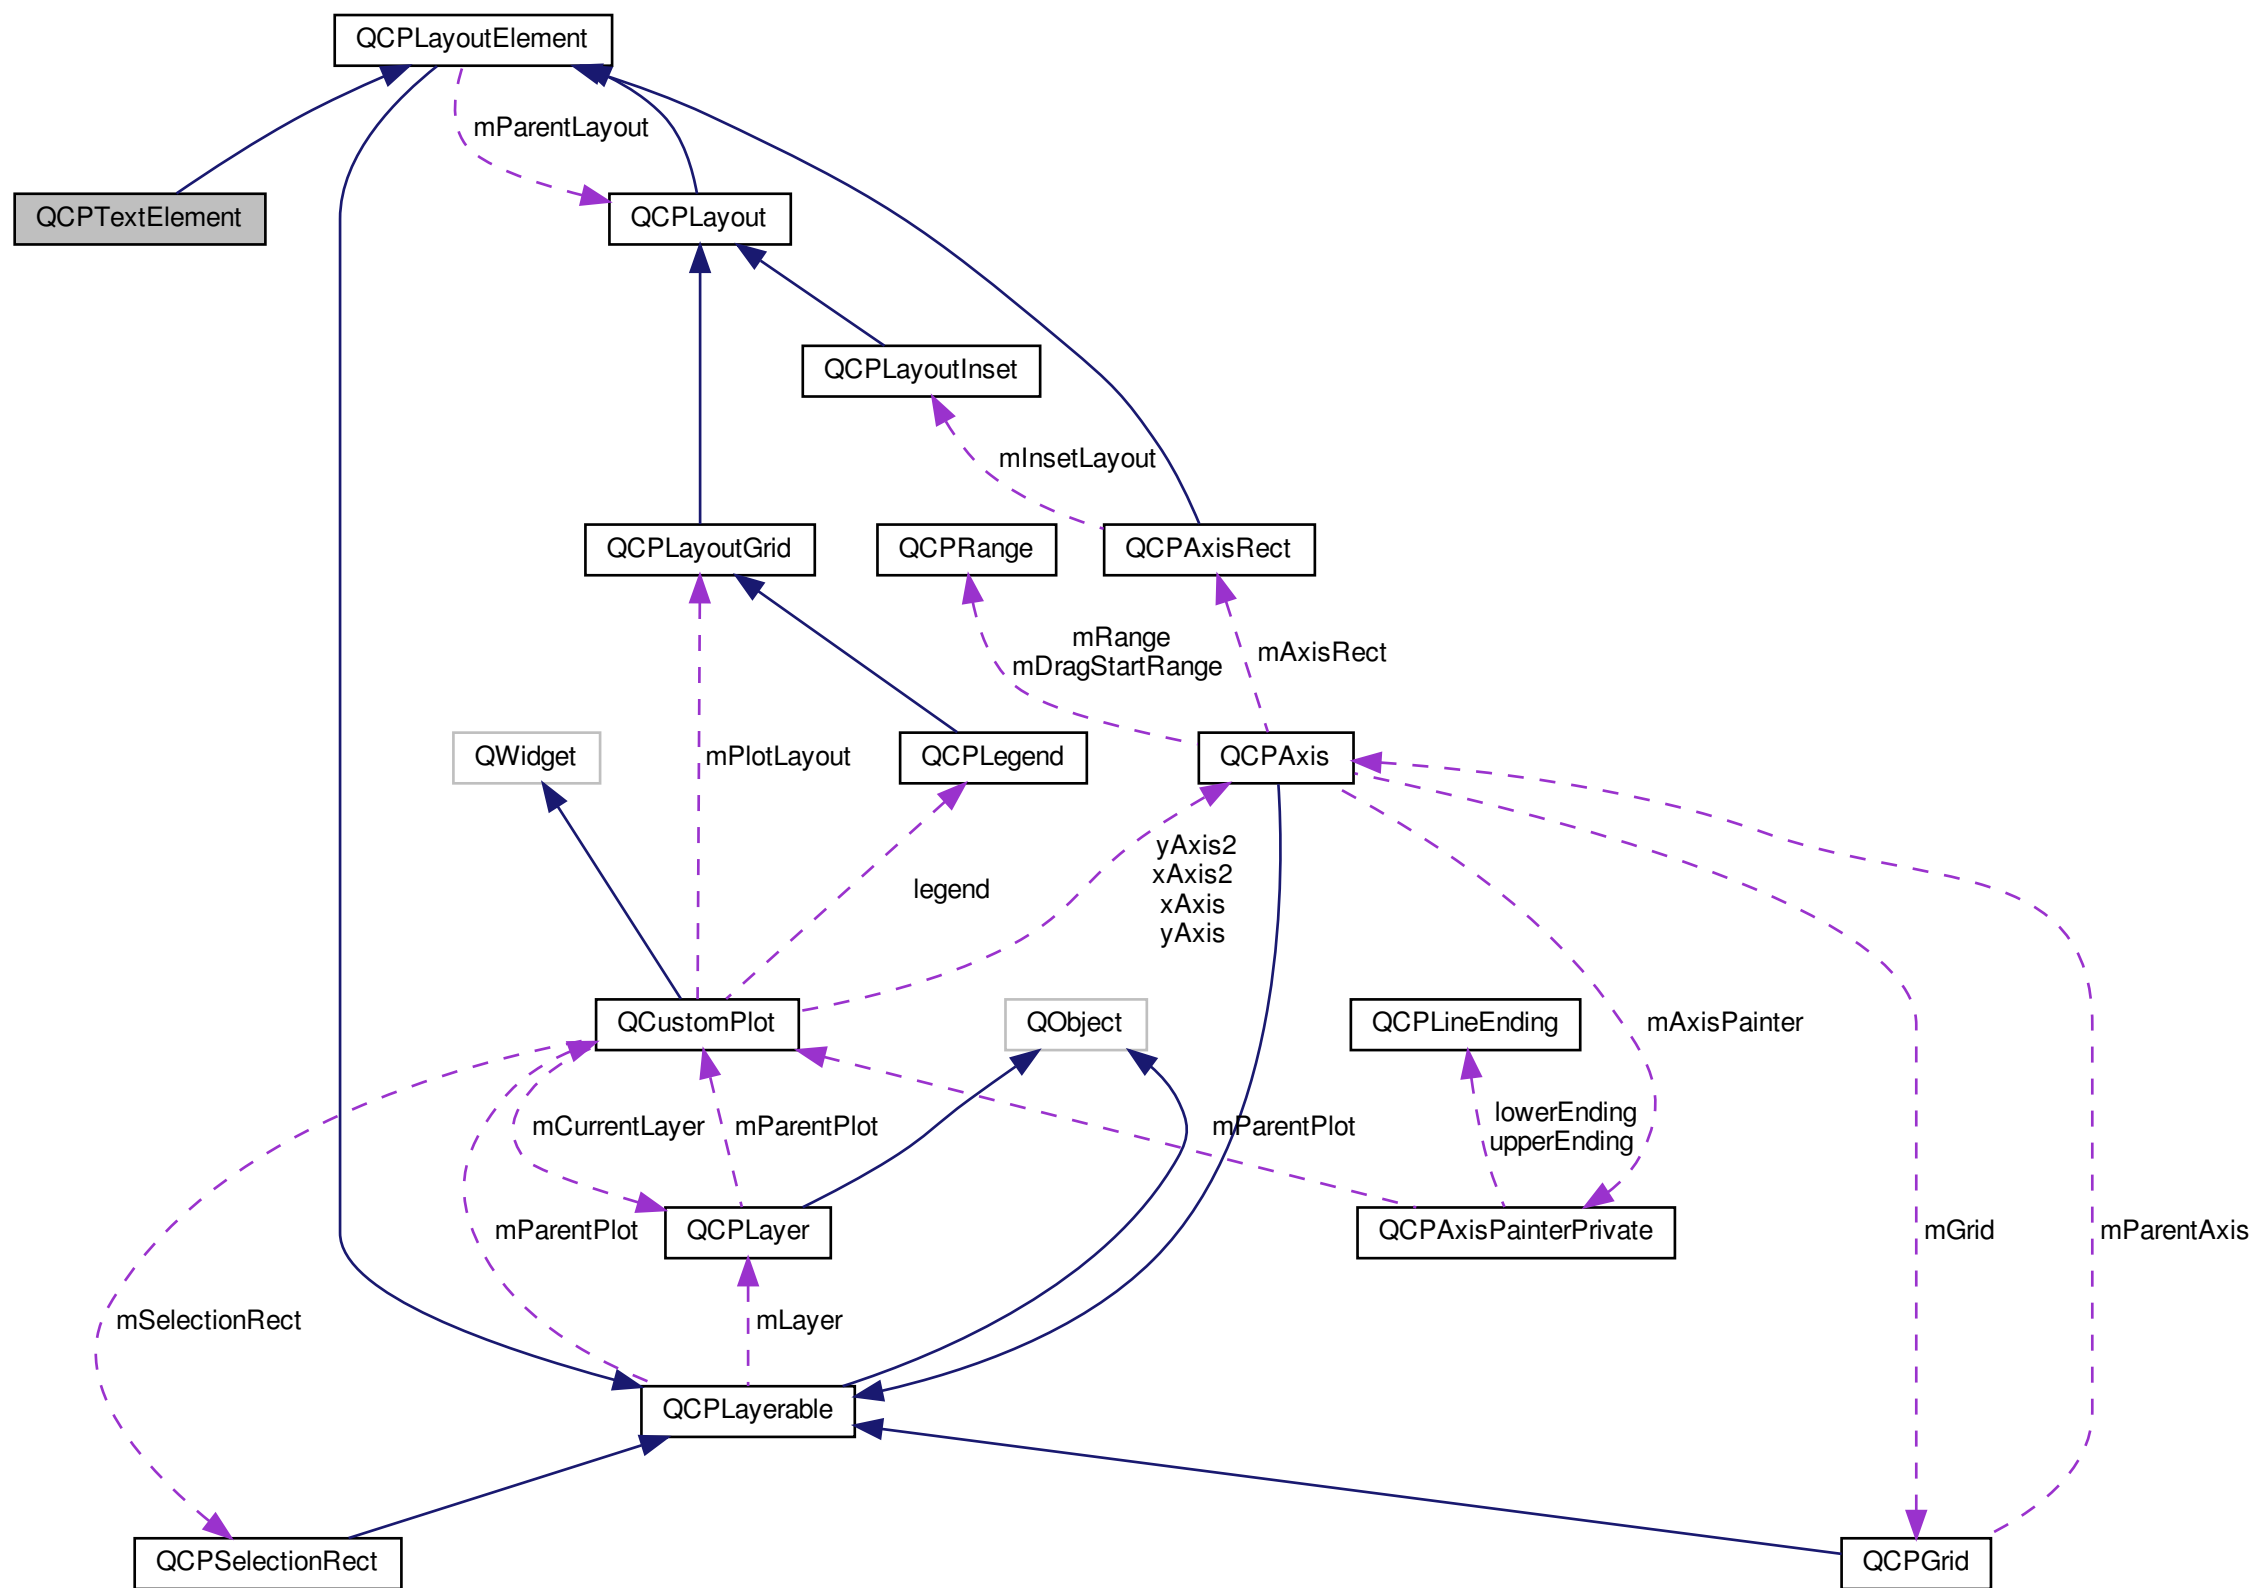 QCPLayoutElement
mParentLayout
QCPTextElement
QCPLayout
QCPLayoutInset
mInsetLayout
QCPLayoutGrid
QCPRange
QCPAxisRect
mRange
mDragStartRange
mAxisRect
QWidget
mPlotLayout
QCPLegend
QCPAxis
legend
yAxis2
xAxis2
xAxis
yAxis
QCustomPlot
QObject
QCPLineEnding
mAxisPainter
mCurrentLayer
mParentPlot
mParentPlot
lowerEnding
upperEnding
mParentPlot
QCPLayer
QCPAxisPainterPrivate
mGrid
mParentAxis
mSelectionRect
mLayer
QCPLayerable
QCPSelectionRect
QCPGrid